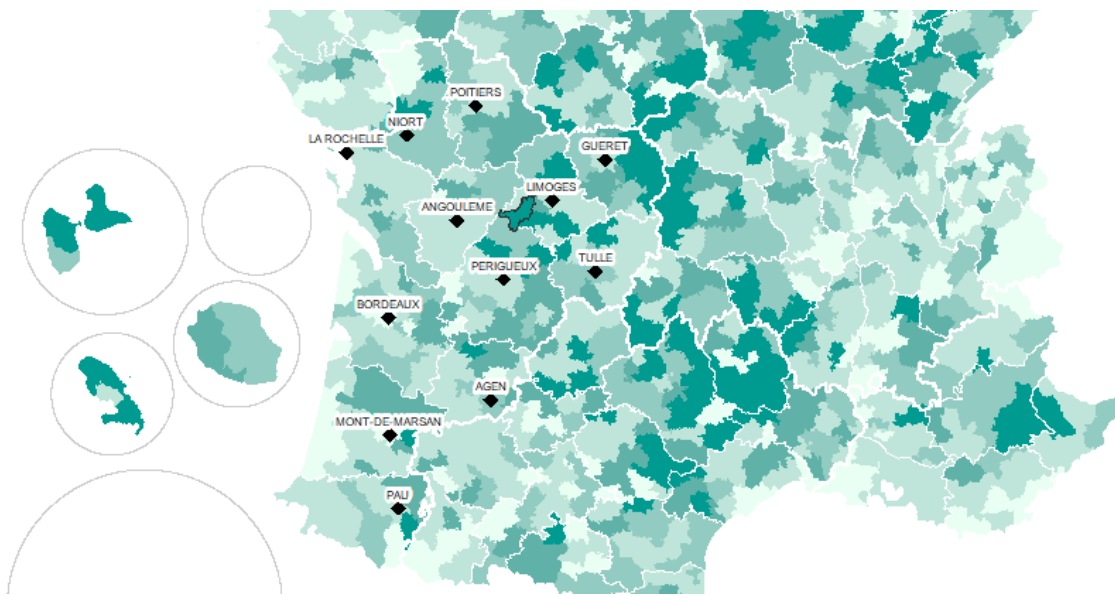 POITIERS
NIORT
LA ROCHELLE
GUERET
LIMOGES
ANGOULEME
PERIGUEUX
TULLE
BORDEAUX
AGEN
MONT-DE-MARSAN
PAU